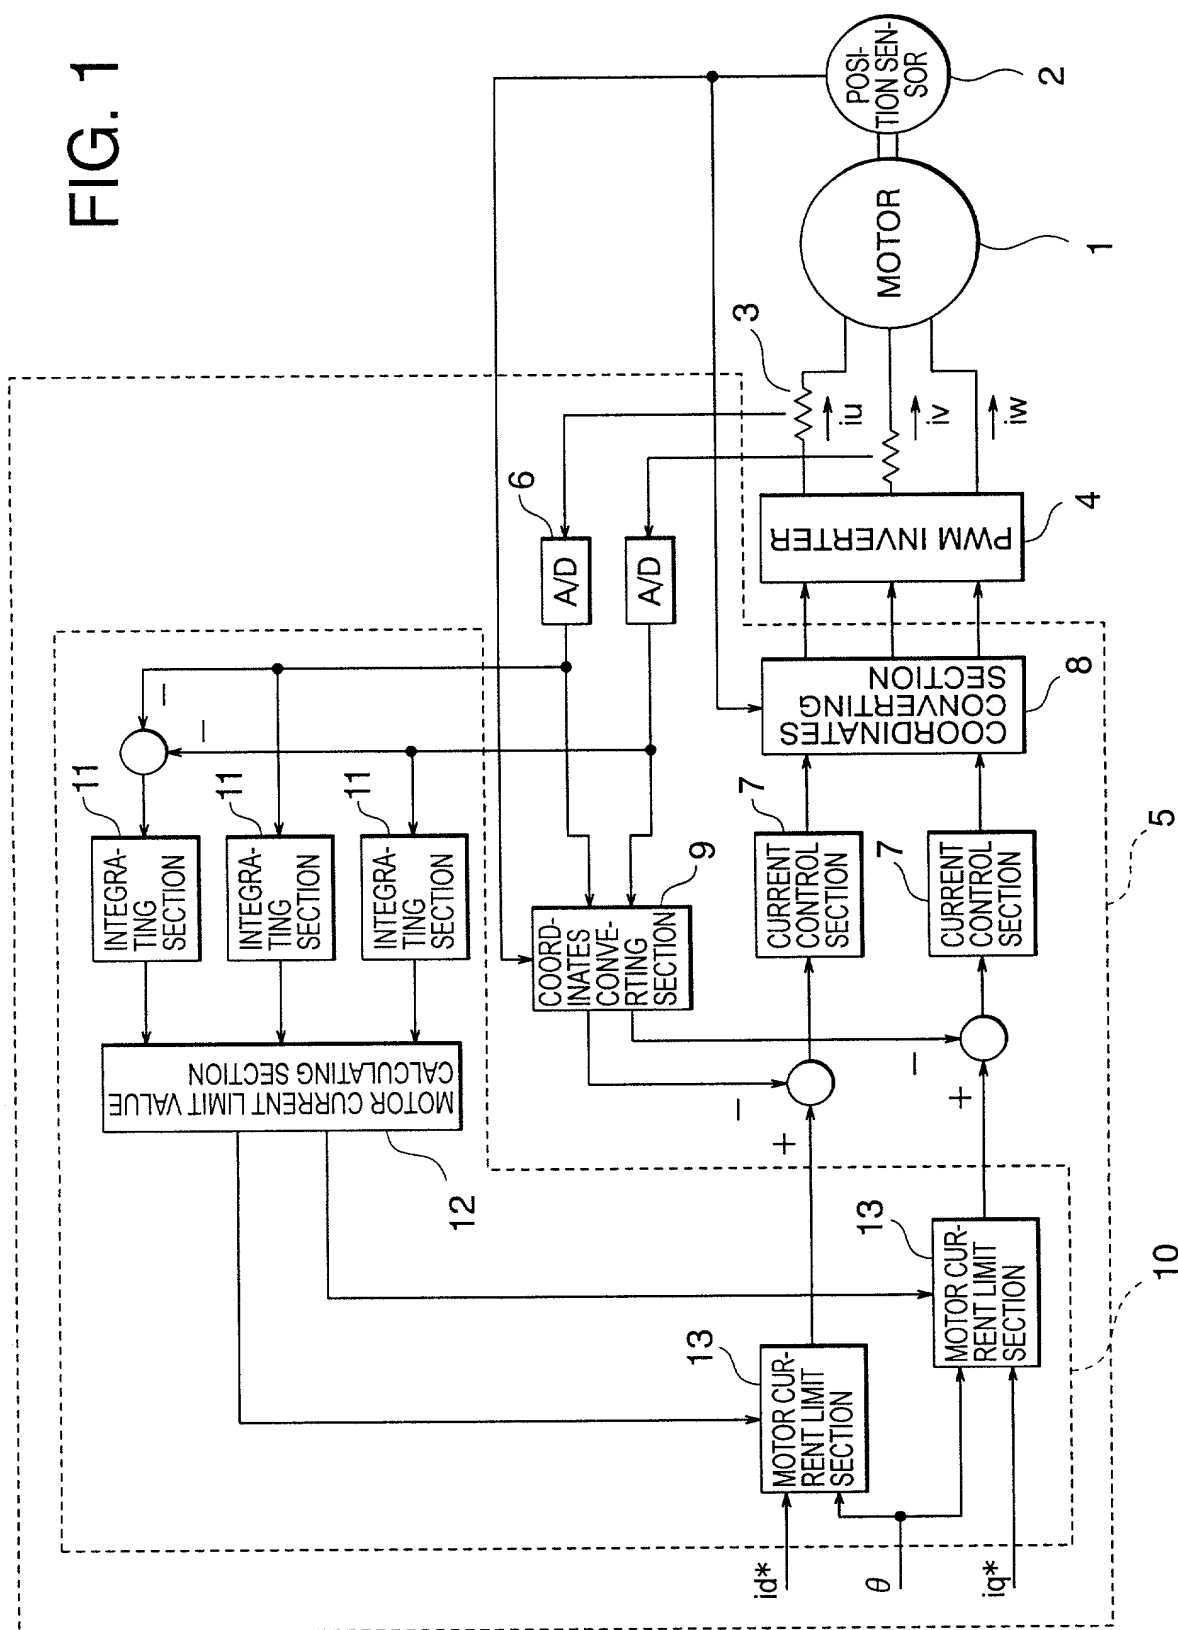 FIG. 1
11
INTEGRA-
TING
SECTION
11
INTEGRA-
TING
SECTION
11
INTEGRA-
TING
SECTION
MOTOR CURRENT LIMIT VALUE
CALCULATING SECTION
12
−
−
6
A/D
A/D
COORD-
INATES
CONVE-
RTING
SECTION
9
3
iu
iv
iw
POSI-
TION SEN-
SOR
2
MOTOR
1
PWM INVERTER
4
COORDINATES
CONVERTING
SECTION
8
7
CURRENT
CONTROL
SECTION
7
CURRENT
CONTROL
SECTION
−
+
−
+
13
MOTOR CUR-
RENT LIMIT
SECTION
13
MOTOR CUR-
RENT LIMIT
SECTION
id*
θ
iq*
5
10